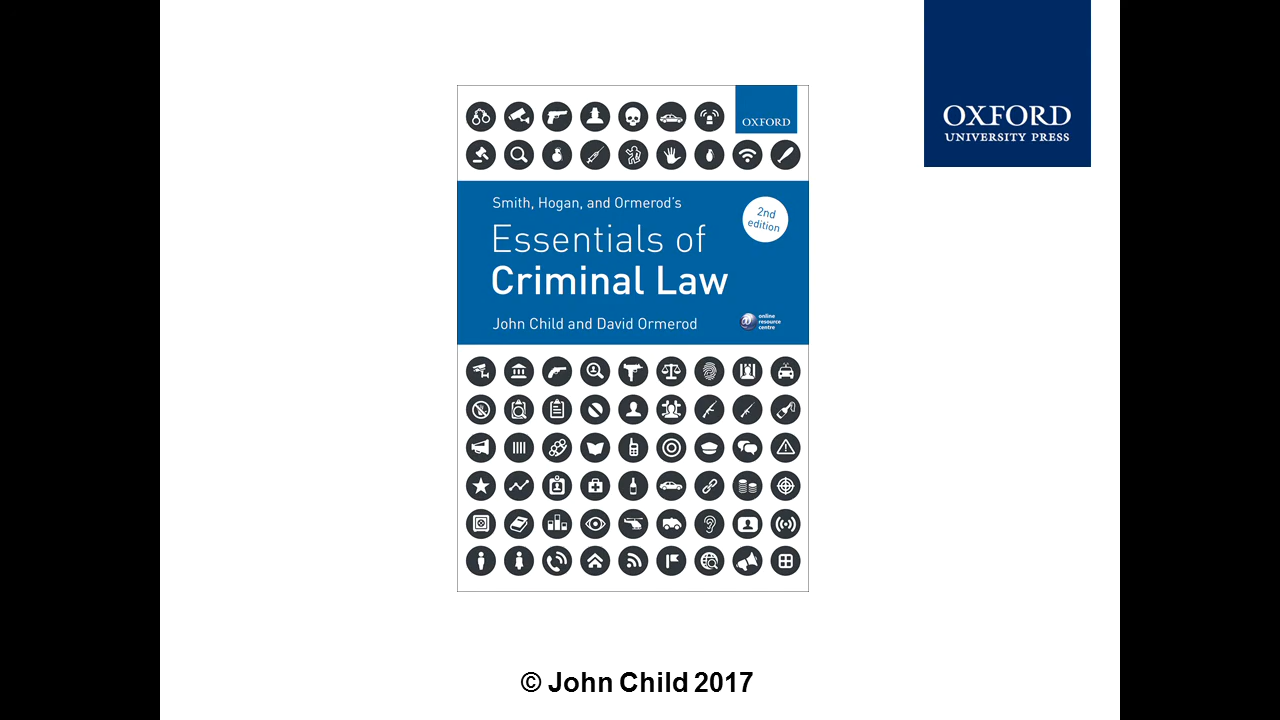 OXFORD
UNIVERSITY PRESS
OXFORD
Smith, Hogan, and Ormerod's
2nd
edition
Essentials of
Criminal Law
John Child and David Ormerod
online
resource
centre
© John Child 2017